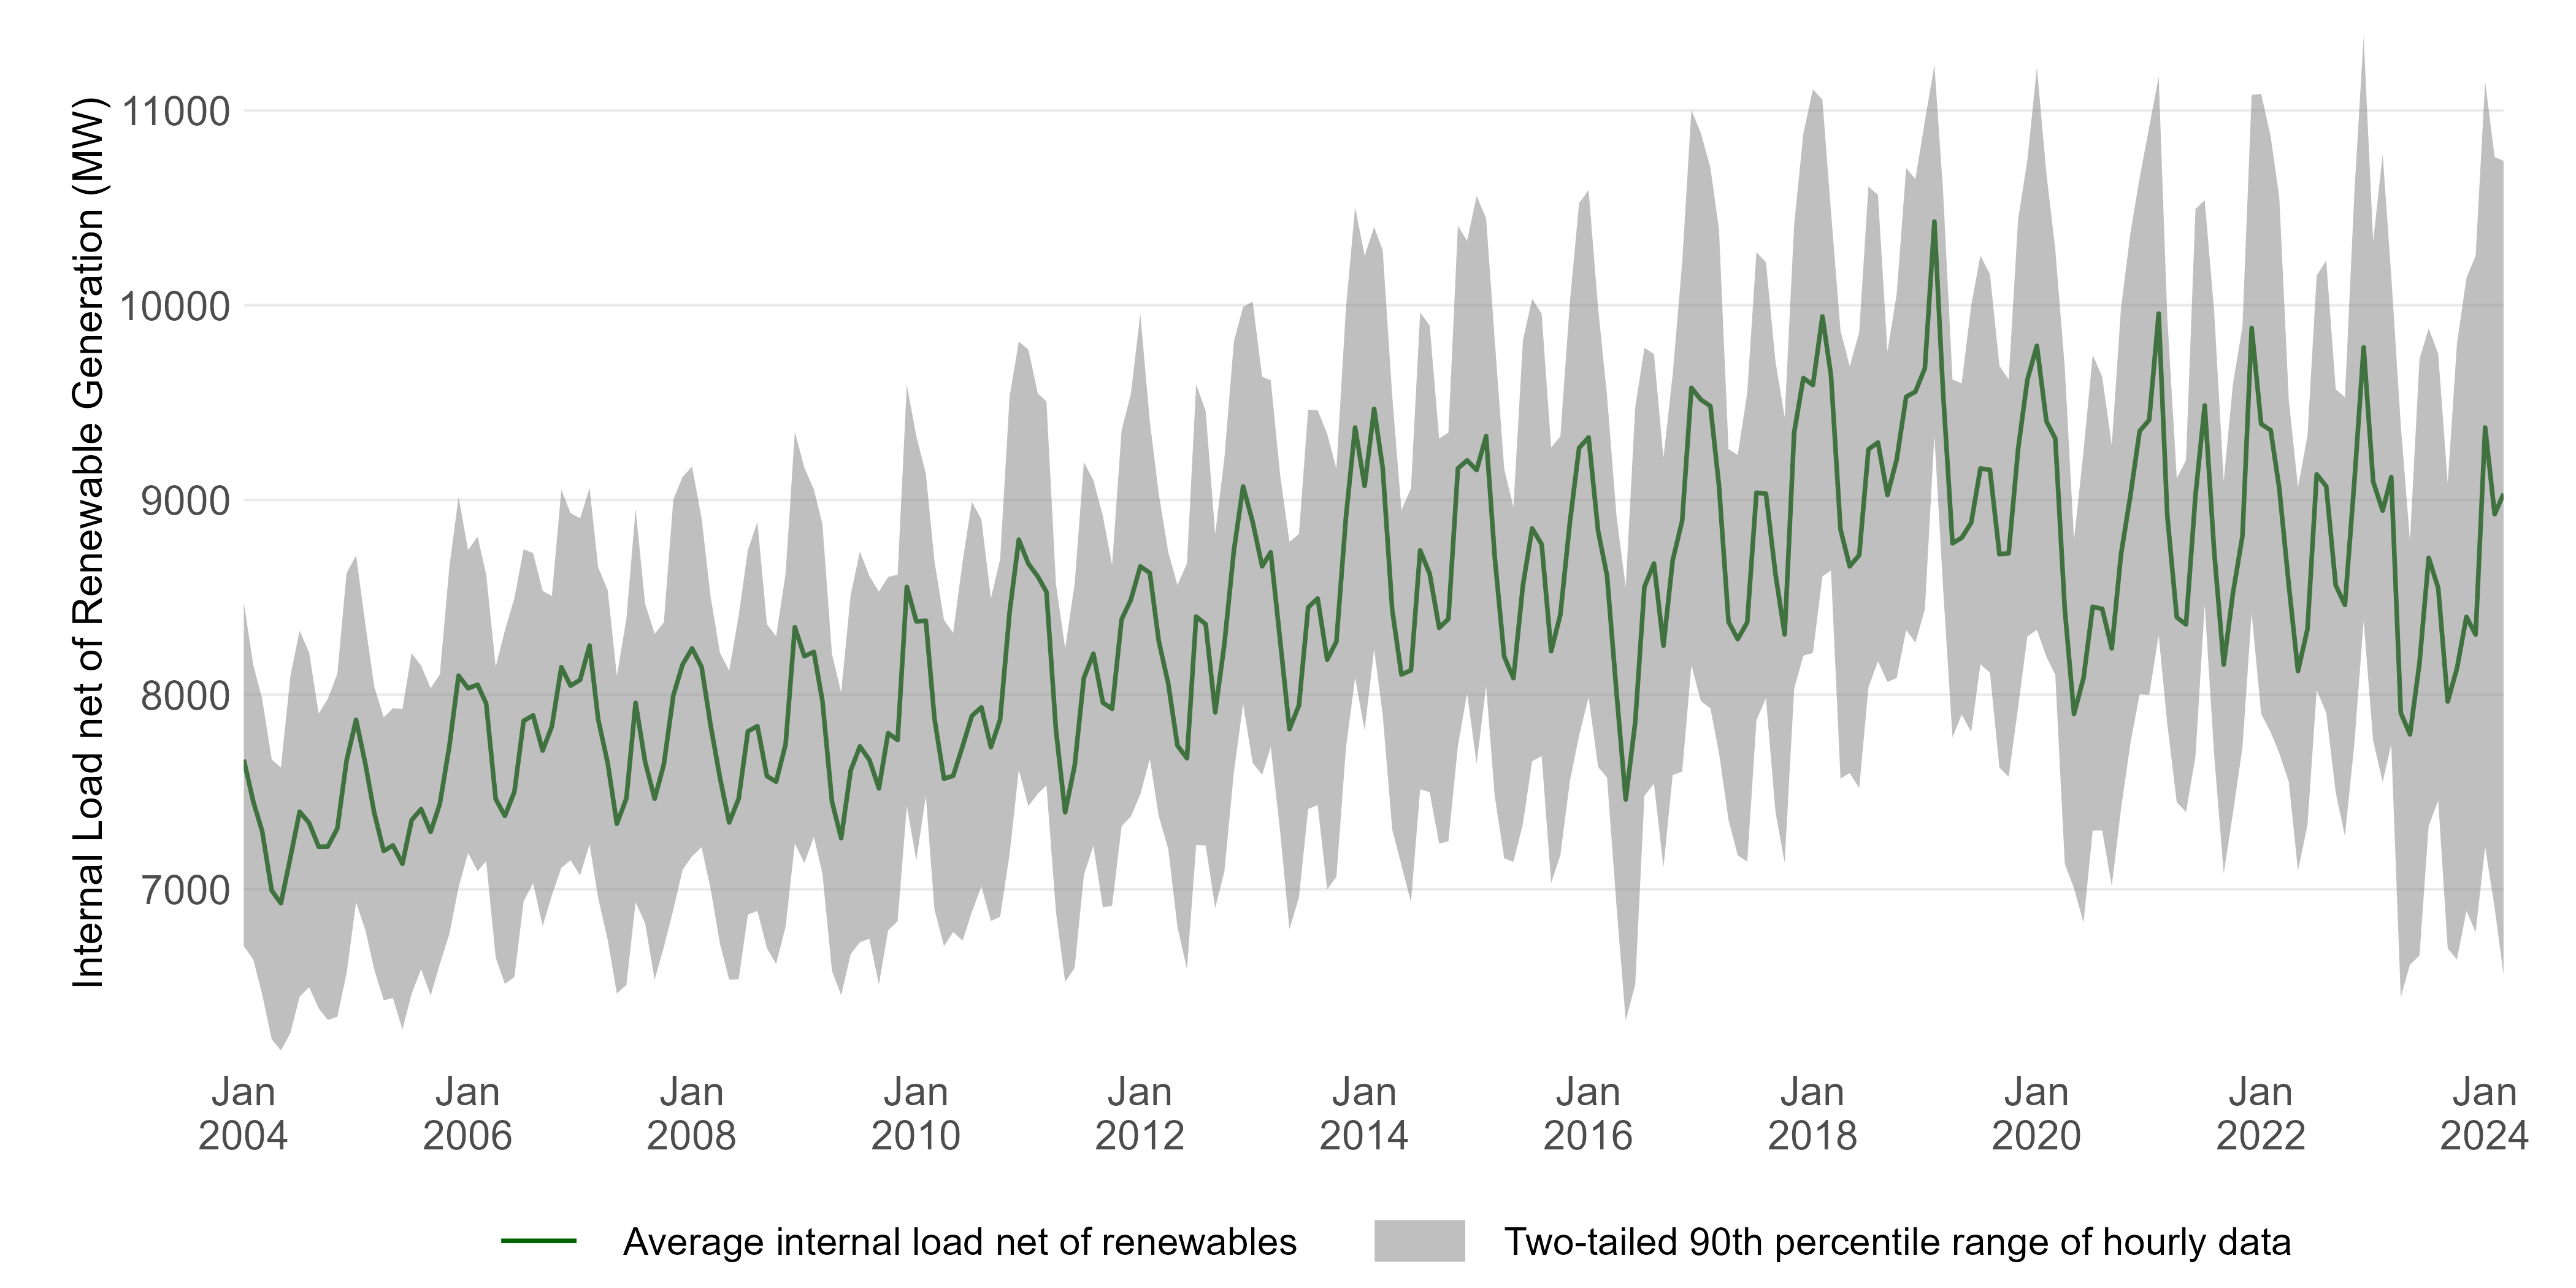 Internal Load net of Renewable Generation (MW)
11000
10000
9000
8000
7000
Jan 2004
Jan 2006
Jan 2008
Jan 2010
Jan 2012
Jan 2014
Jan 2016
Jan 2018
Jan 2020
Jan 2022
Jan 2024
Average internal load net of renewables
Two-tailed 90th percentile range of hourly data